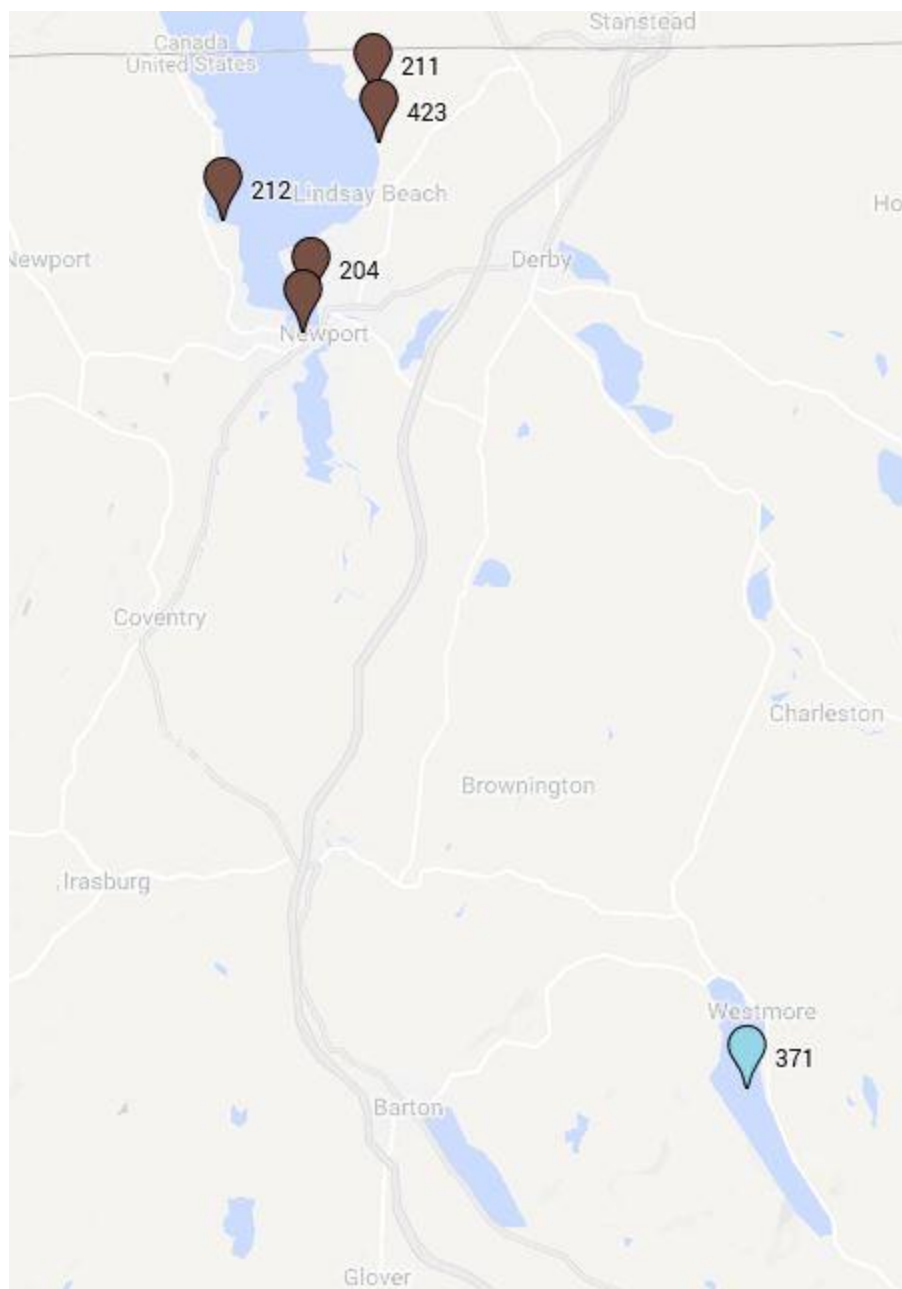 Stanstead
Canada
United States
211
423
212
Lindsay Beach
Ho
Newport
Derby
204
Newport
Coventry
Charleston
Brownington
Irasburg
Westmore
371
Barton
Glover